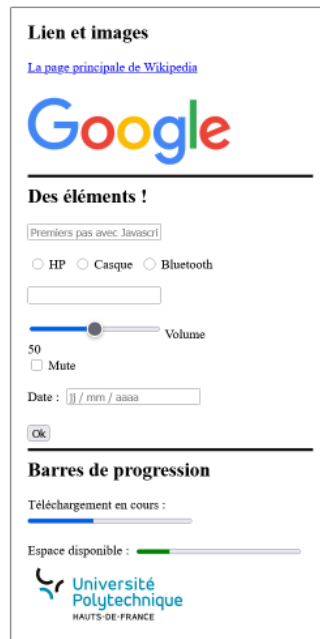 Lien et images
La page principale de Wikipedia
Google
Des éléments !
Premiers pas avec Javascri
HP Casque Bluetooth
Volume
50
Mute
Date : jj / mm / aaaa
Ok
Barres de progression
Téléchargement en cours :
Espace disponible :
Université
Polytechnique
HAUTS-DE-FRANCE